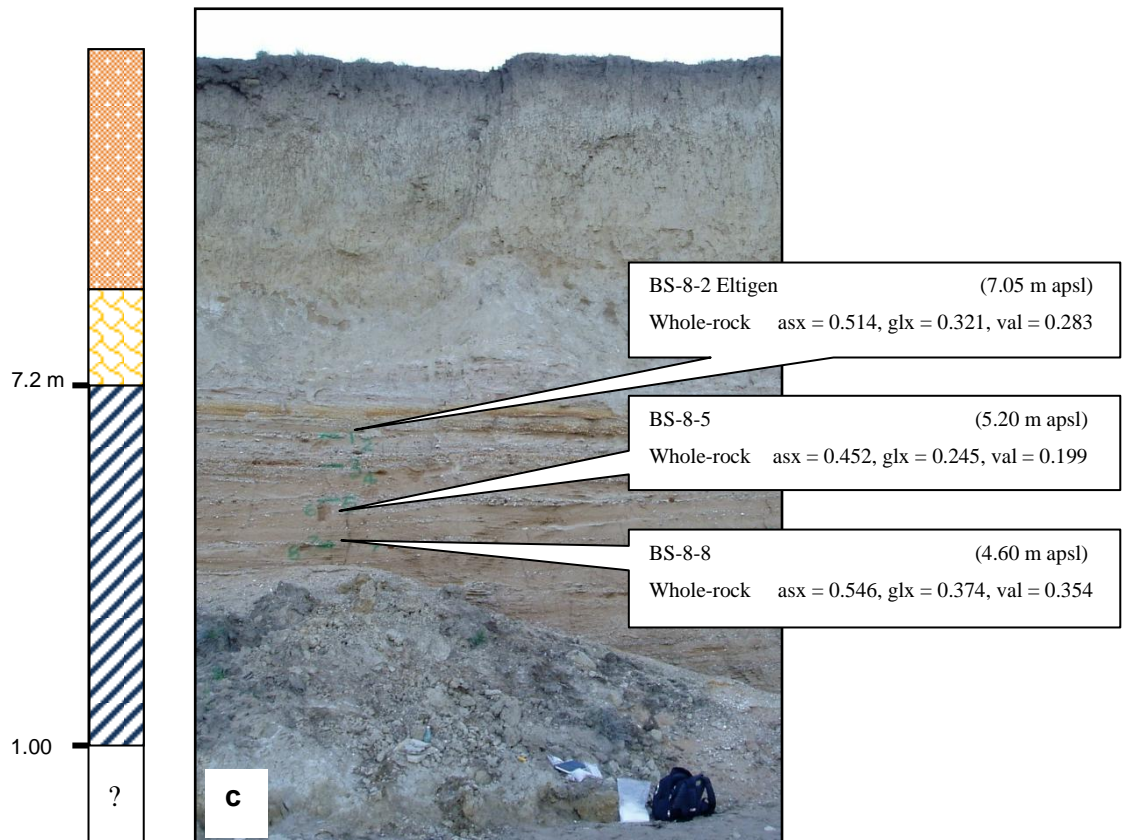 BS-8-2 Eltigen (7.05 m apsl)
Whole-rock asx = 0.514, glx = 0.321, val = 0.283
7.2 m
BS-8-5 (5.20 m apsl)
Whole-rock asx = 0.452, glx = 0.245, val = 0.199
BS-8-8 (4.60 m apsl)
Whole-rock asx = 0.546, glx = 0.374, val = 0.354
1.00
?
c